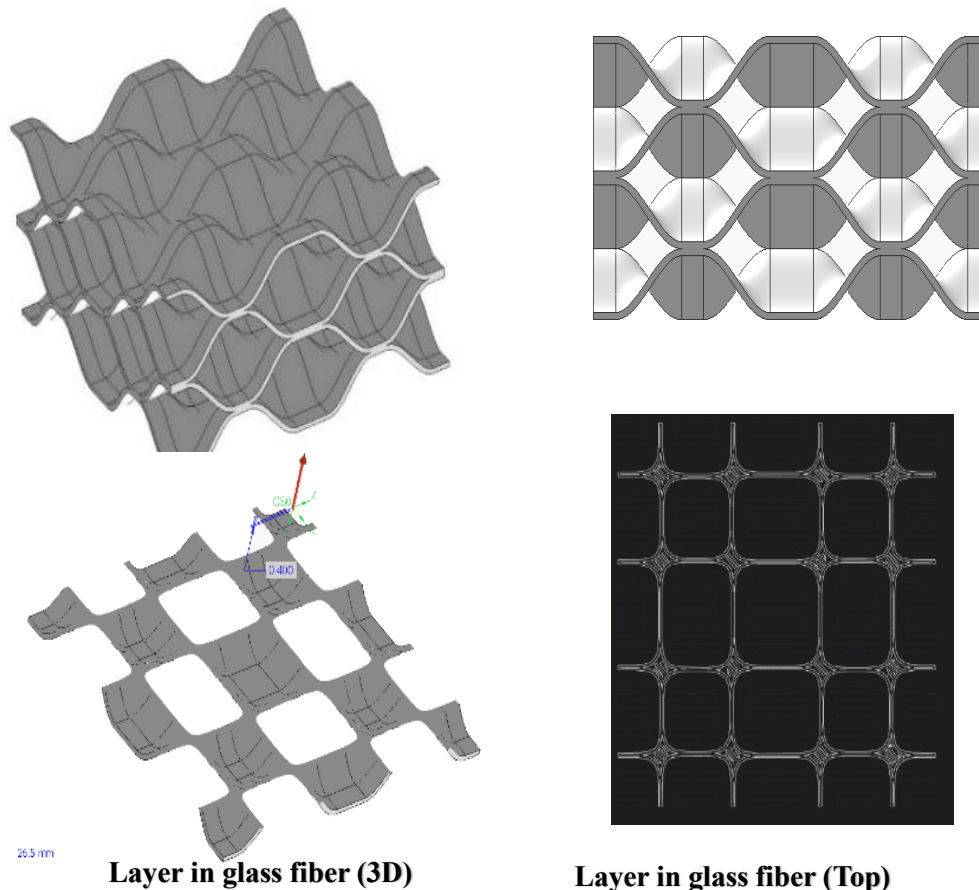 CS0
Z
0.400
26.5 mm
Layer in glass fiber (3D)
Layer in glass fiber (Top)